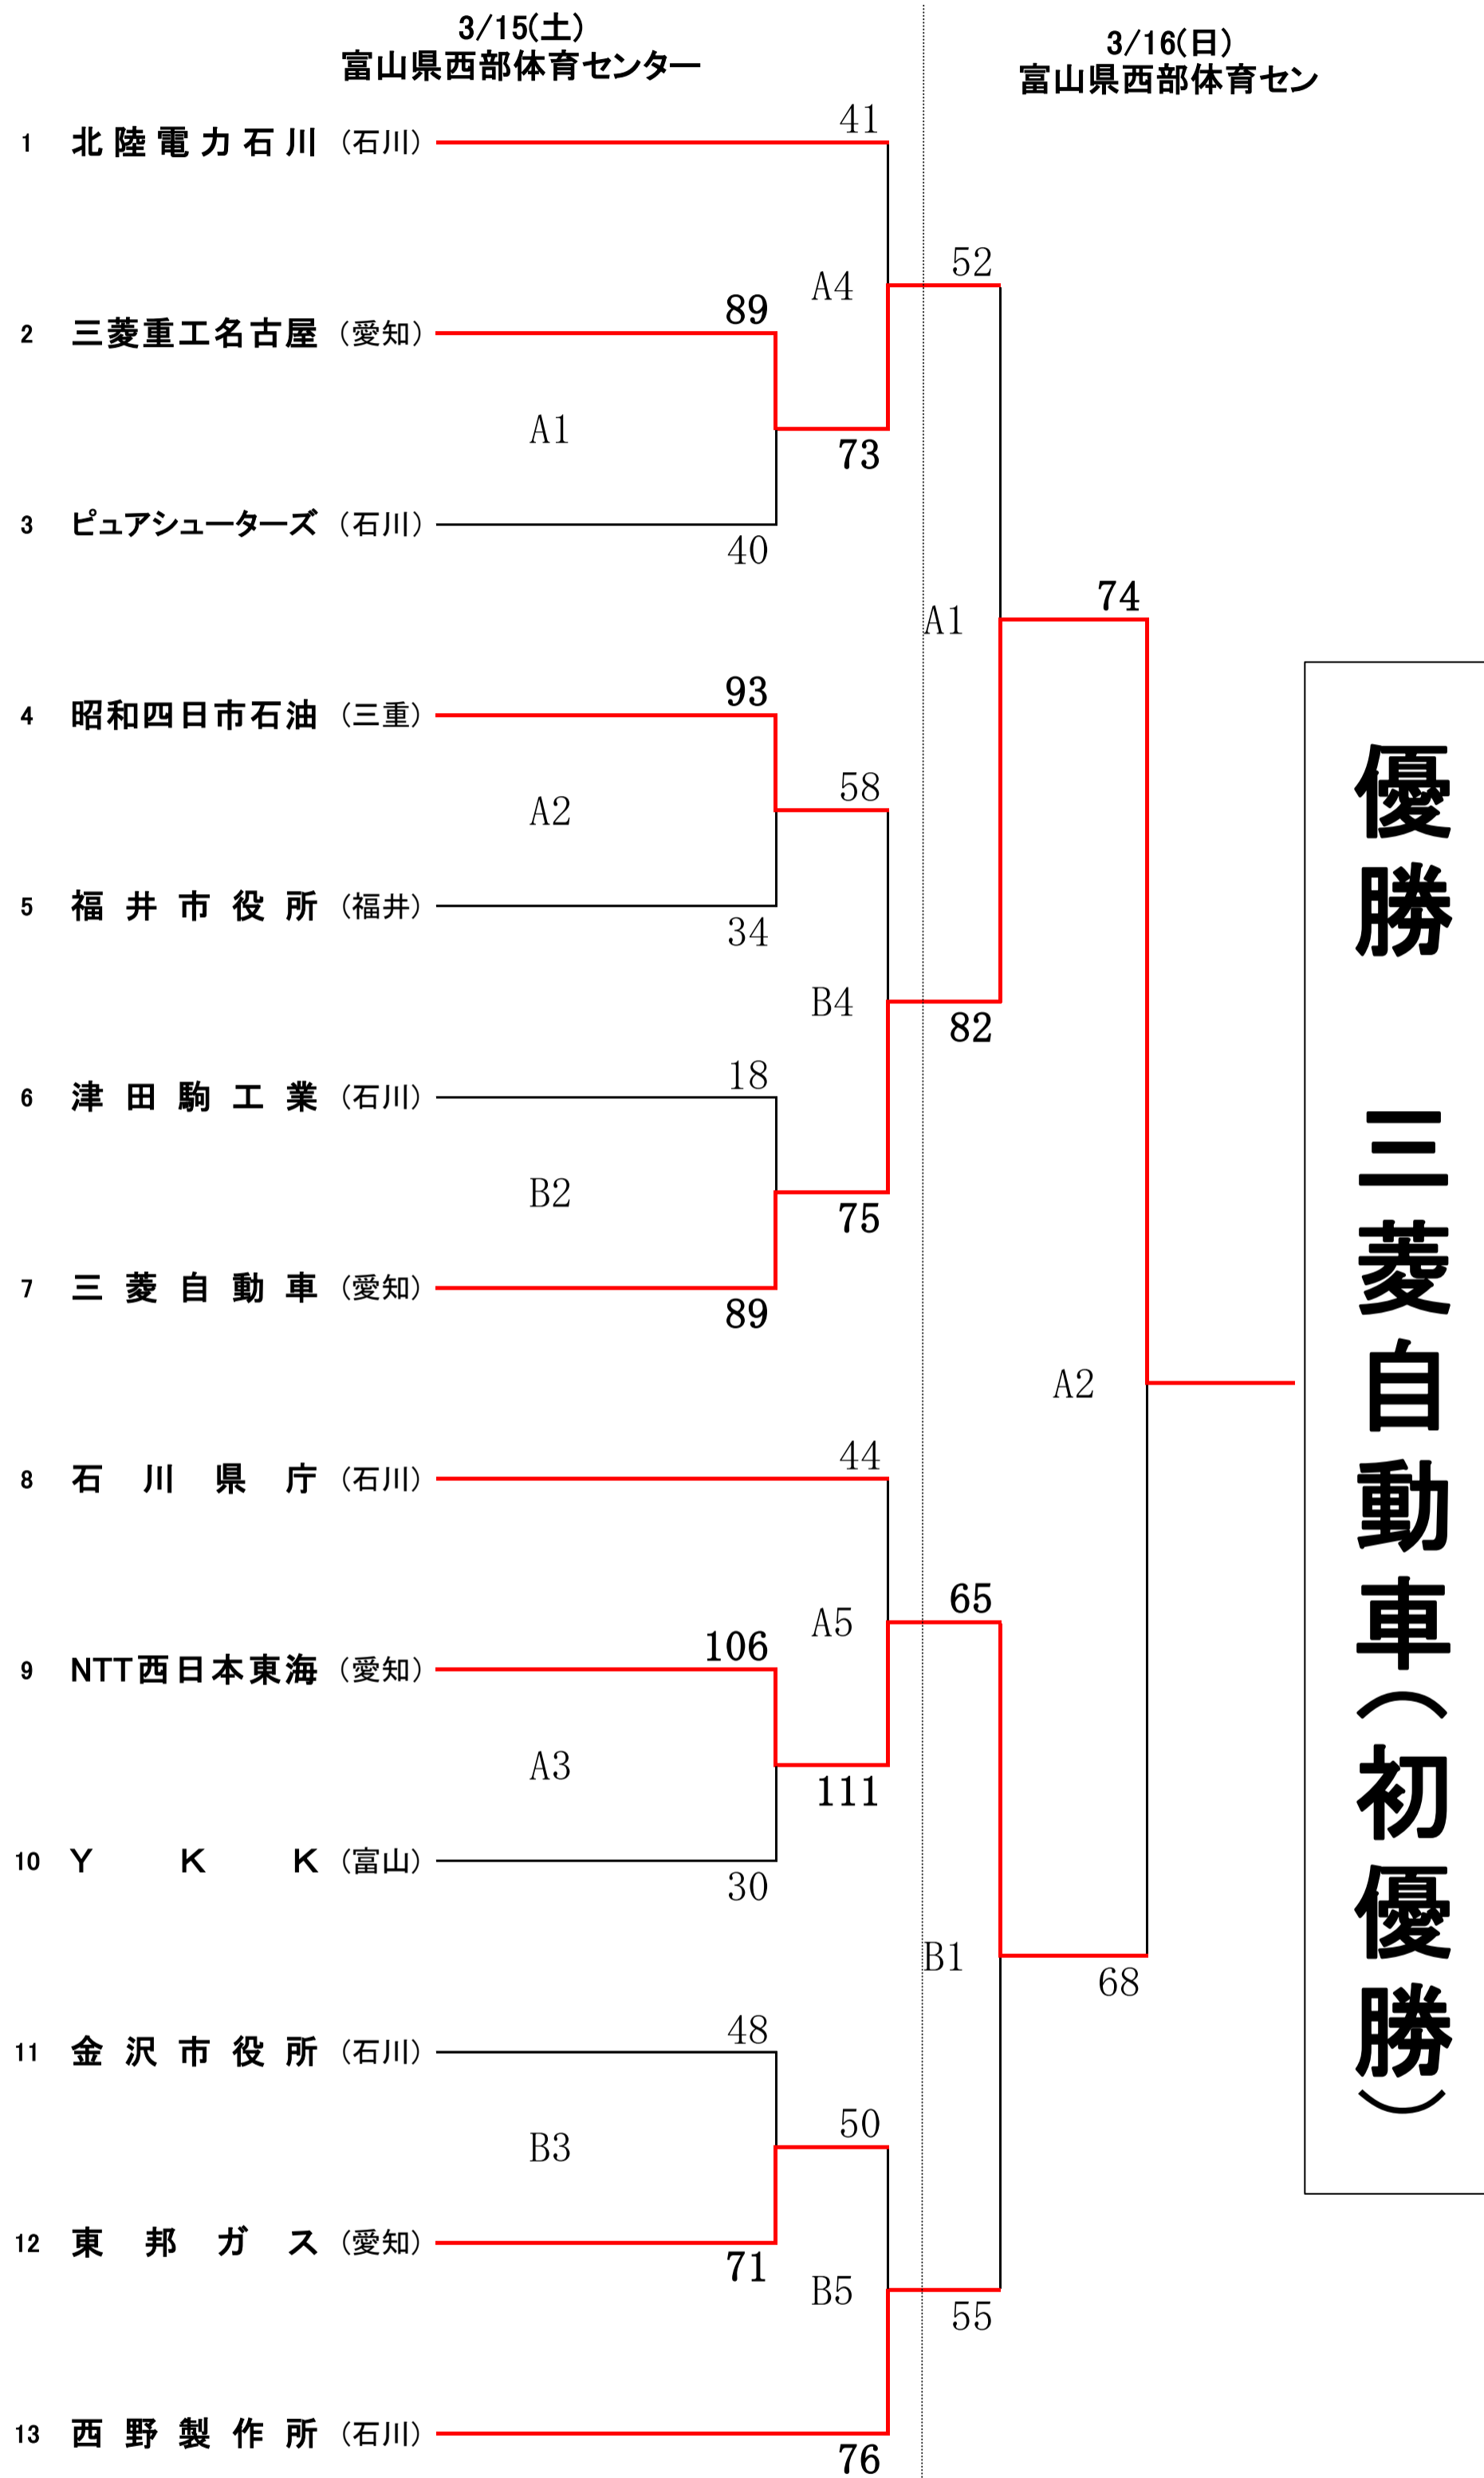 3/15(土)
富山県西部体育センター
3/16(日)
富山県西部体育セン
41
1 北陸電力石川 （石川）
52
A4
89
2 三菱重工名古屋 （愛知）
A1
73
3 ピュアシューターズ （石川）
40
74
A1
93
4 昭和四日市石油 （三重）
58
A2
5 福井市役所 （福井）
34
B4
82
18
6 津田駒工業 （石川）
B2
75
7 三菱自動車 （愛知）
89
A2
44
8 石川県庁 （石川）
65
A5
106
9 NTT西日本東海 （愛知）
A3
111
10 YKK （富山）
30
B1
68
48
11 金沢市役所 （石川）
50
B3
12 東邦ガス （愛知）
71
B5
55
13 西野製作所 （石川）
76
優勝 三菱自動車（初優勝）